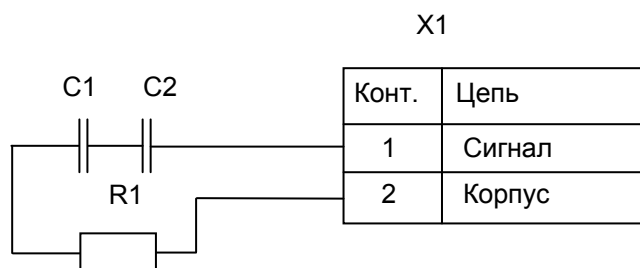 X1
C1 C2
Конт. Цепь
1 Сигнал
R1
2 Корпус